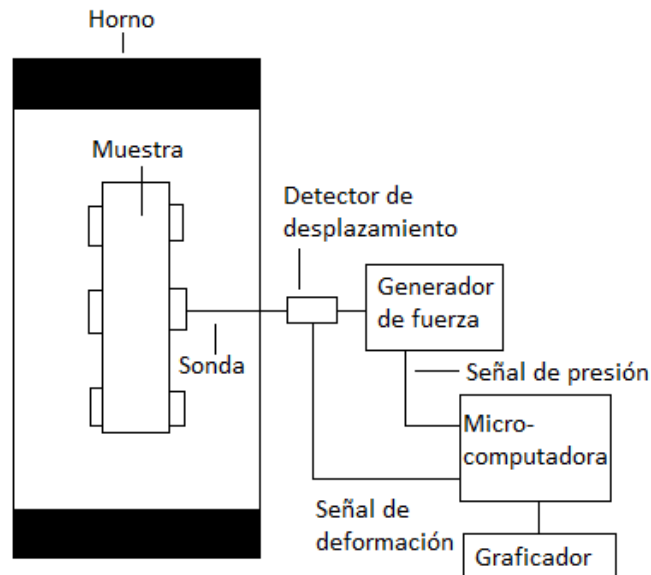 Horno
Muestra
Detector de
desplazamiento
Generador
de fuerza
Sonda
Señal de presión
Micro-
computadora
Señal de
deformación
Graficador